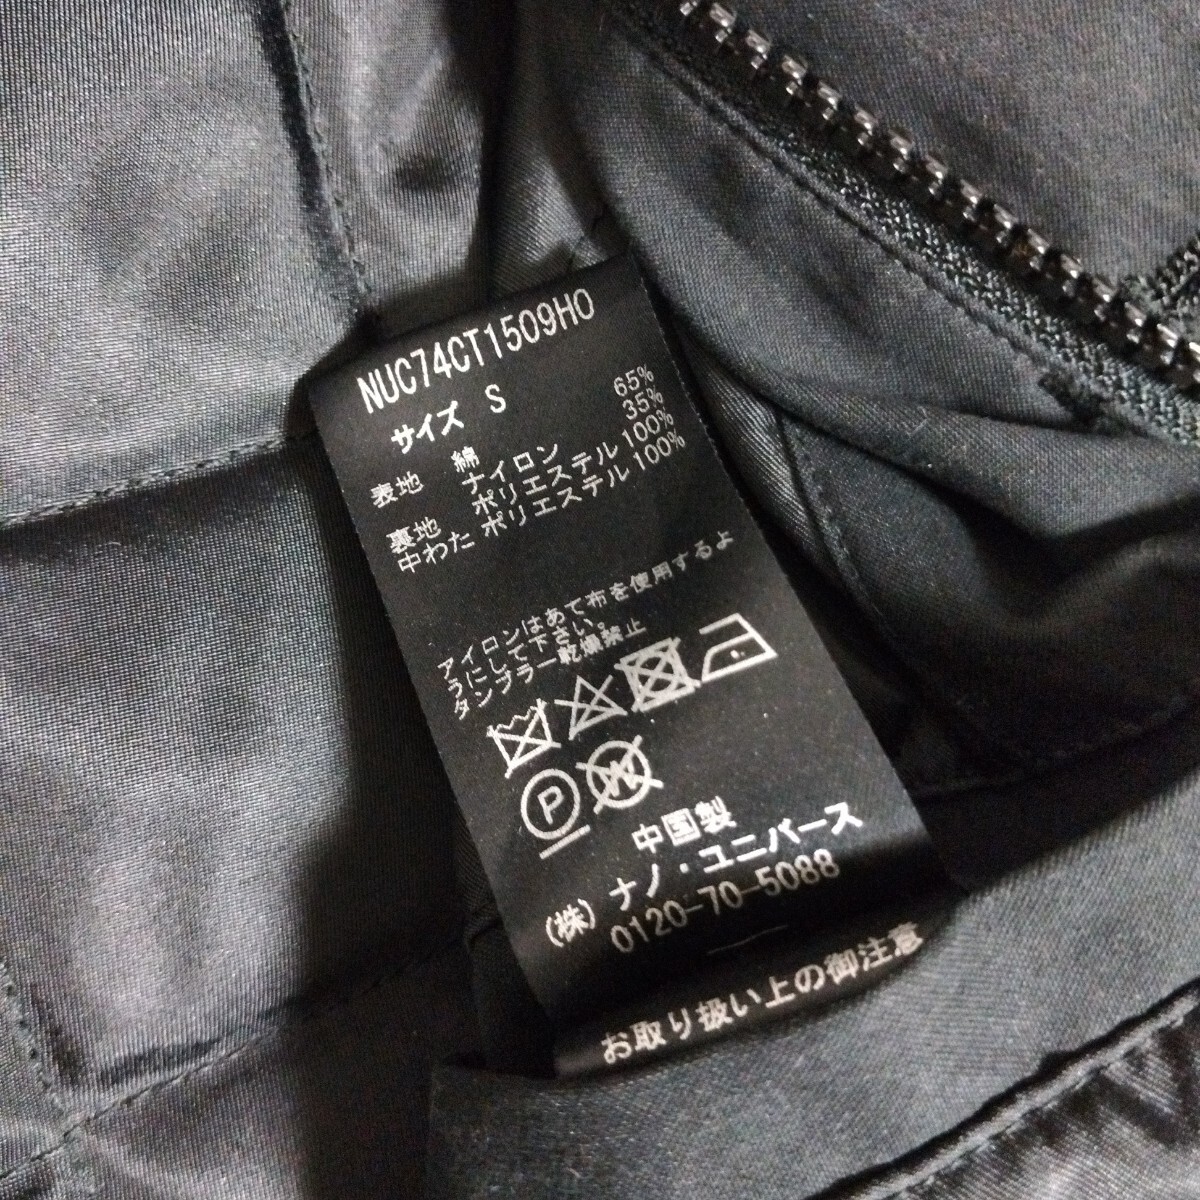 NUC74CT1509HO
サイズ S
表地 綿 65%
ナイロン 35%
裏地 ポリエステル 100%
中わた ポリエステル 100%
アイロンはあて布を使用するよ
うにして下さい。
タンブラー乾燥禁止
P W
中国製
(株) ナノ・ユニバース
0120-70-5088
お取り扱い上の御注意